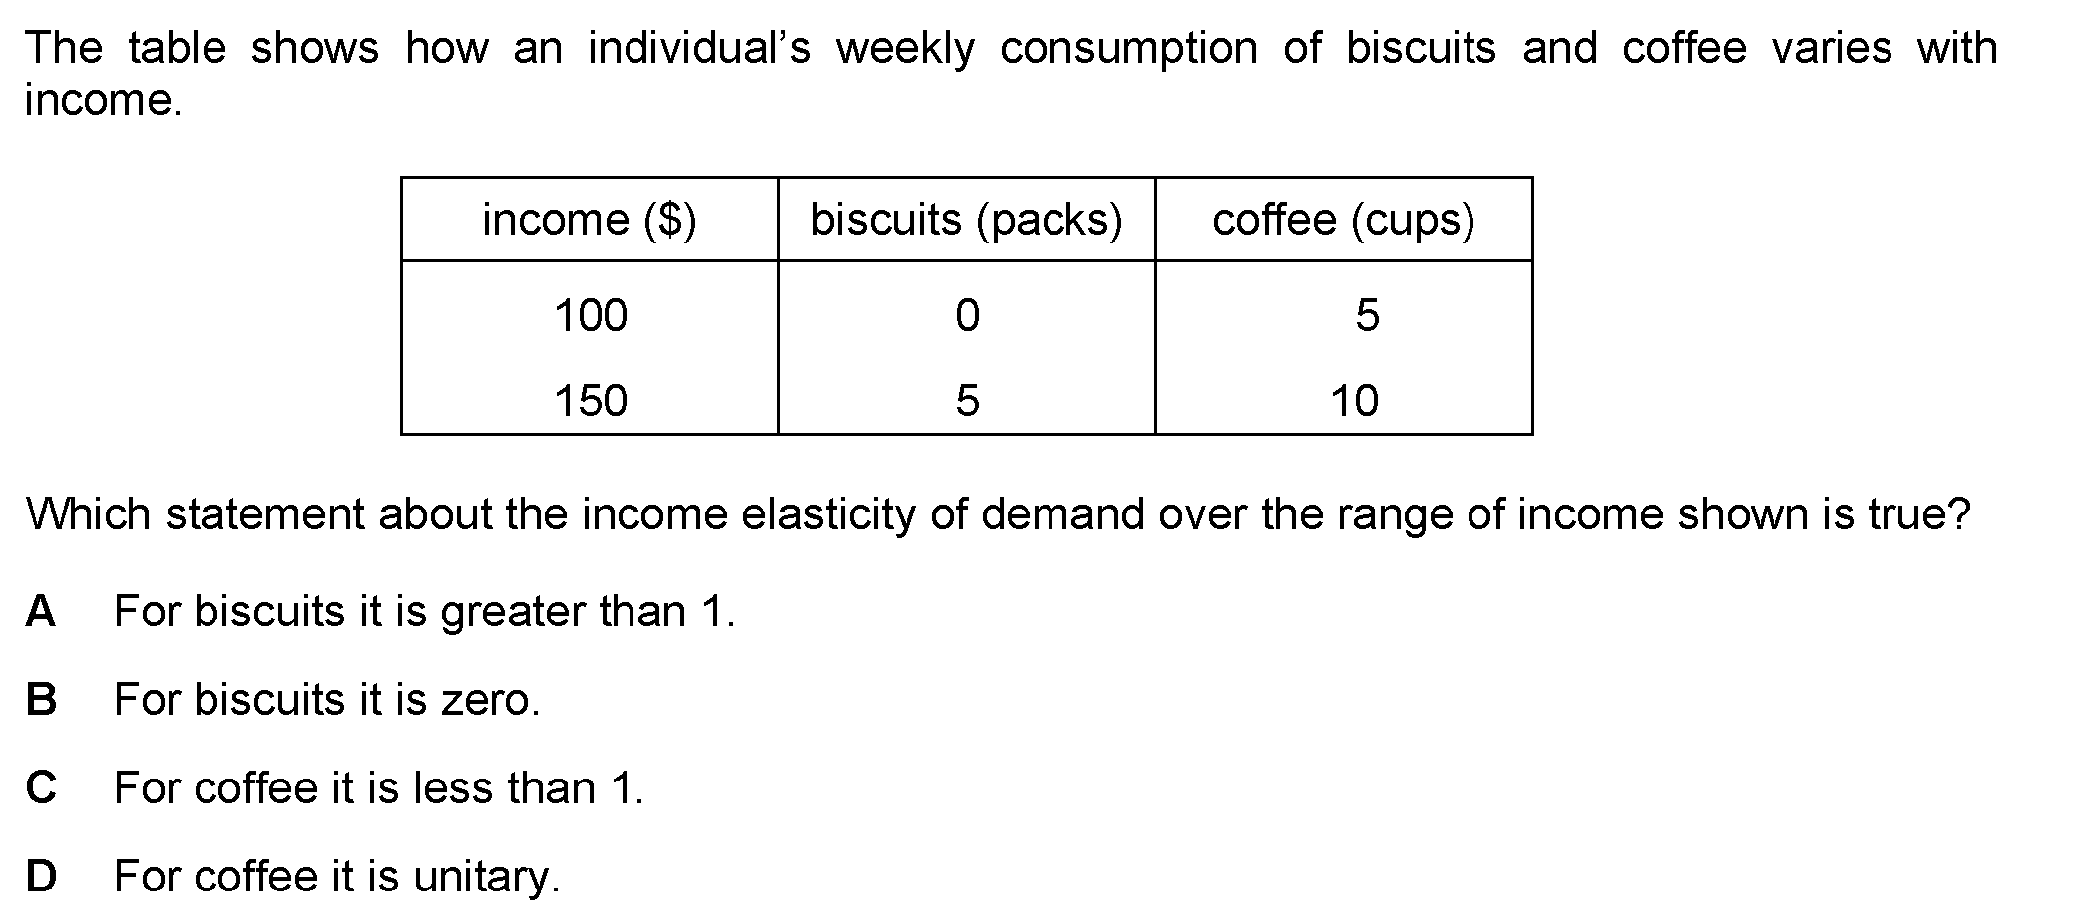 The table shows how an individual’s weekly consumption of biscuits and coffee varies with
income.
income ($) biscuits (packs) coffee (cups)
100 0 5
150 5 10
Which statement about the income elasticity of demand over the range of income shown is true?
A For biscuits it is greater than 1.
B For biscuits it is zero.
C For coffee it is less than 1.
D For coffee it is unitary.